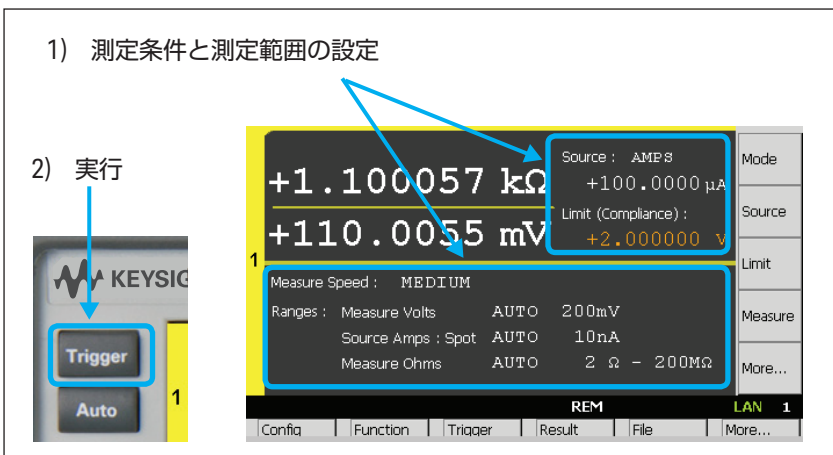 1) 測定条件と測定範囲の設定
2) 実行
KEYSIG
Trigger
Auto
1
1
+1.100057 kΩ
+110.0055 mV
Source : AMPS
+100.0000 μA
Limit (Compliance) :
+2.000000 V
Measure Speed : MEDIUM
Ranges : Measure Volts AUTO 200mV
Source Amps : Spot AUTO 10nA
Measure Ohms AUTO 2 Ω - 200MΩ
Mode
Source
Limit
Measure
More...
REM LAN 1
Config Function Trigger Result File More...